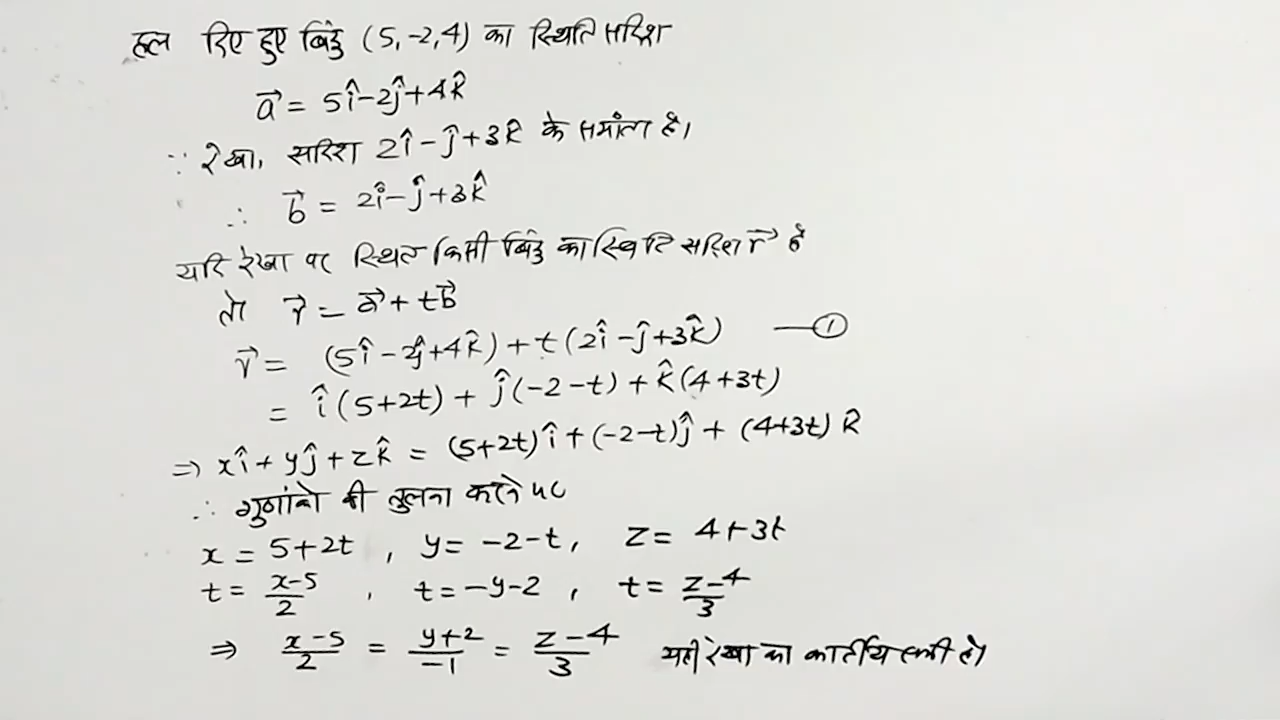 हल दिए हुए बिंदु (5,-2,4) का स्थिति सदिश
a⃗ = 5î-2ĵ+4k̂
∵ रेखा, सदिश 2î-ĵ+3k̂ के समांतर है।
∴ b⃗ = 2î-ĵ+3k̂
यदि रेखा पर स्थित किसी बिंदु का स्थिति सदिश r⃗ है
तो r⃗ = a⃗+tb⃗
r⃗ = (5î-2ĵ+4k̂)+t(2î-ĵ+3k̂) —①
= î(5+2t)+ĵ(-2-t)+k̂(4+3t)
⇒ xî+yĵ+zk̂ = (5+2t)î+(-2-t)ĵ+(4+3t)k̂
∴ गुणांको की तुलना करने पर
x = 5+2t, y = -2-t, z = 4+3t
t = (x-5)/2, t = -y-2, t = (z-4)/3
⇒ (x-5)/2 = (y+2)/-1 = (z-4)/3 यही रेखा का कार्तीय है।